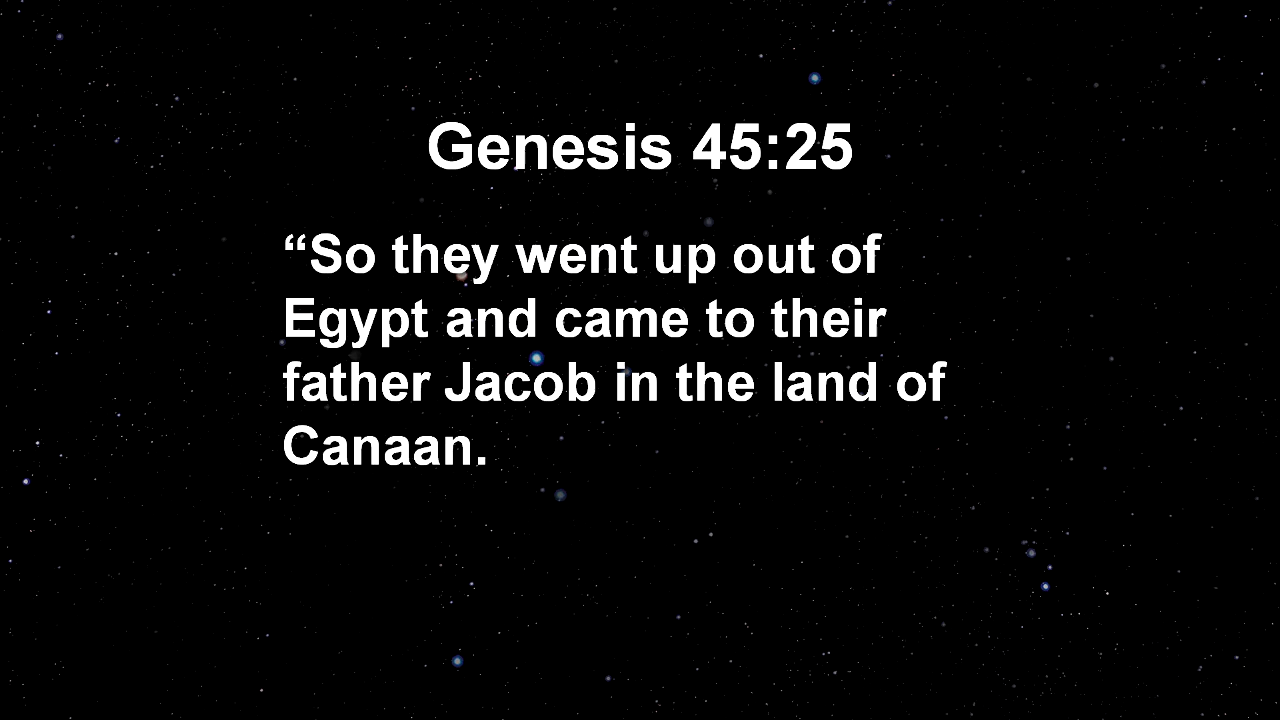 Genesis 45:25
“So they went up out of
Egypt and came to their
father Jacob in the land of
Canaan.